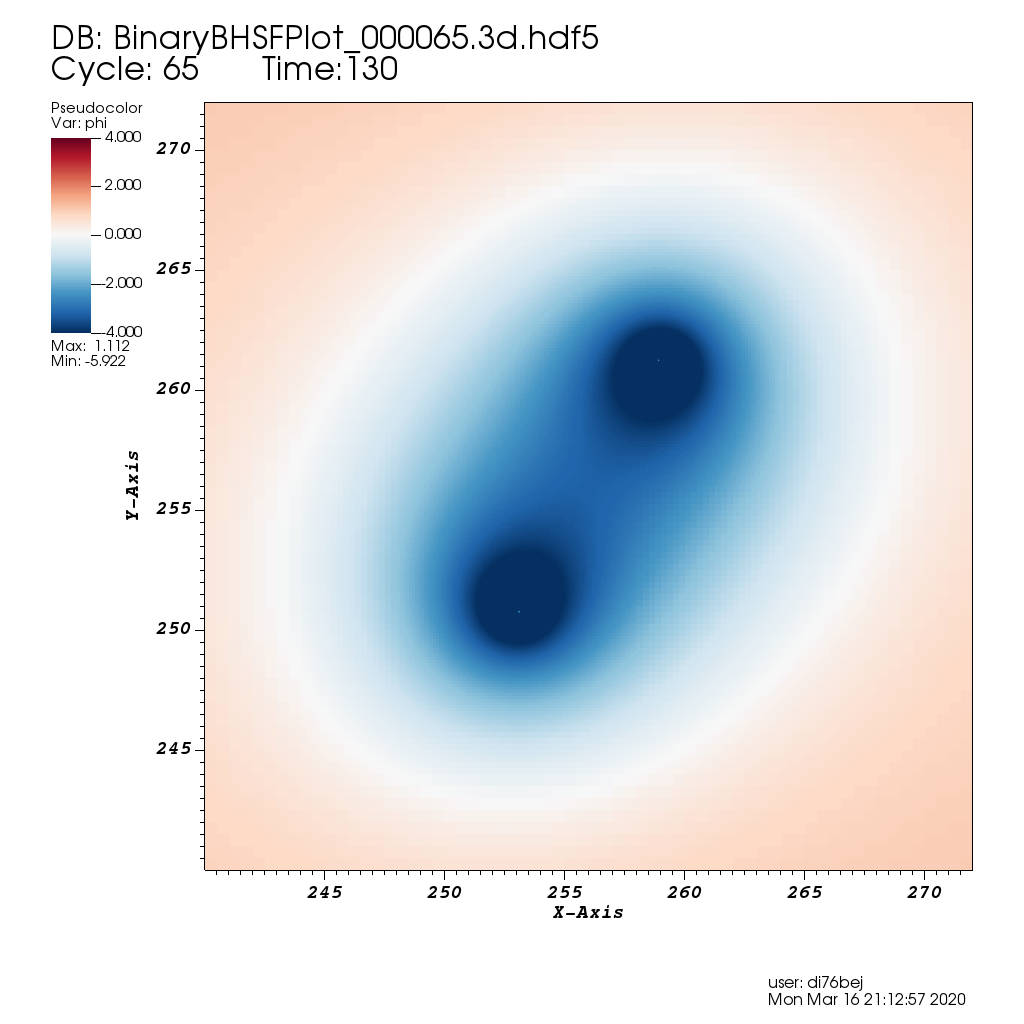 DB: BinaryBHSFPlot_000065.3d.hdf5
Cycle: 65 Time:130
Pseudocolor
Var: phi
4.000
2.000
0.000
-2.000
-4.000
Max: 1.112
Min: -5.922
270
265
260
255
250
245
Y-Axis
245 250 255 260 265 270
X-Axis
user: di76bej
Mon Mar 16 21:12:57 2020